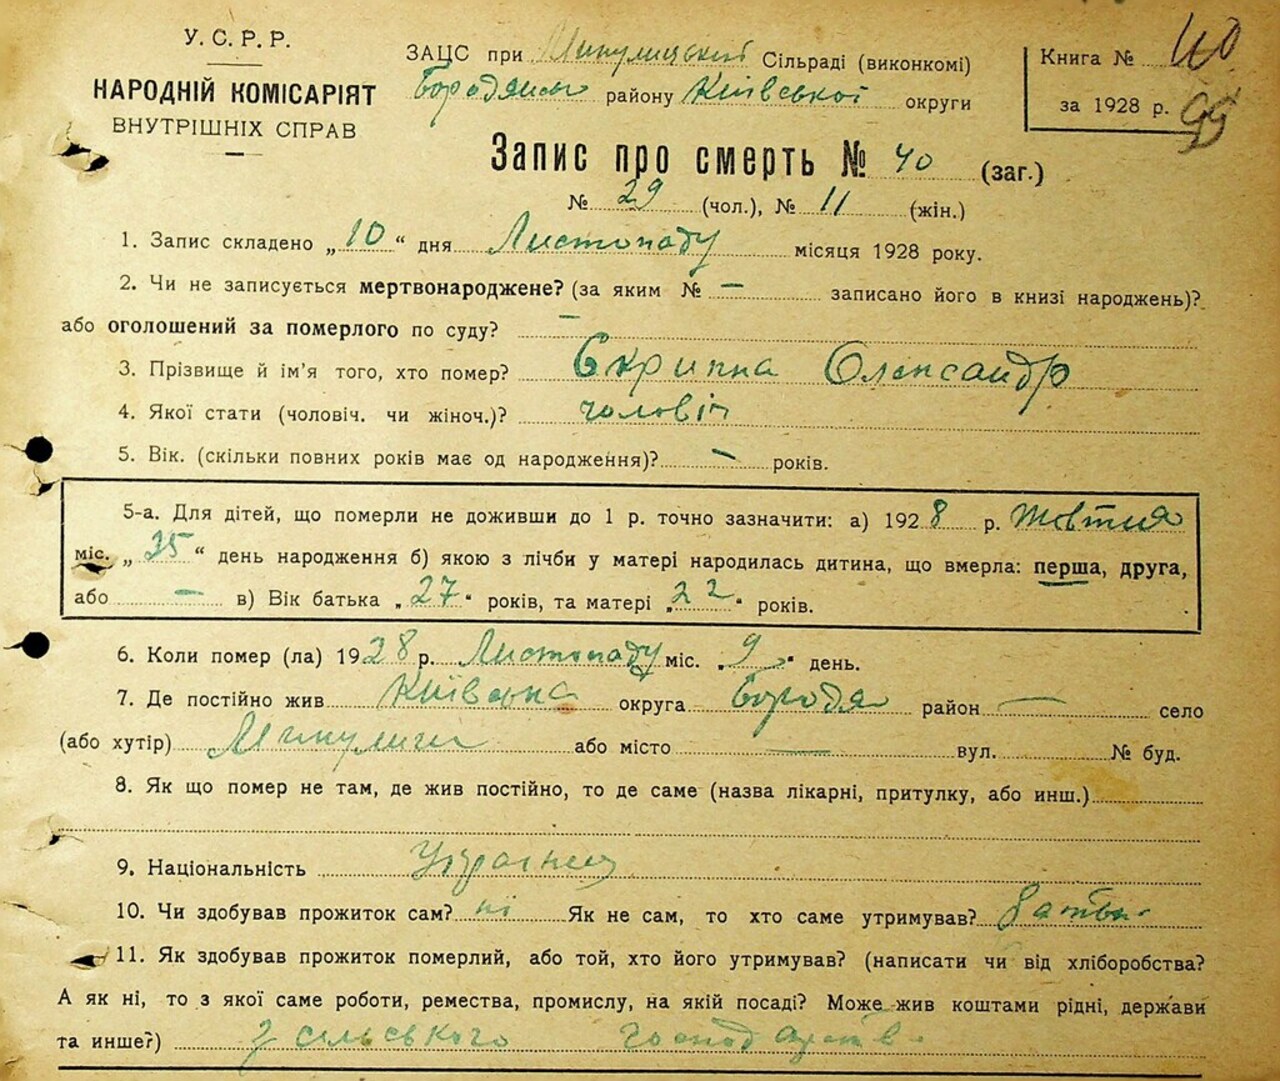 У.С.Р.Р.
НАРОДНІЙ КОМІСАРІЯТ
ВНУТРІШНІХ СПРАВ
ЗАЦС при Микулицькій Сільраді (виконкомі)
Бородянськ району Київської округи
Книга № 40
за 1928 р. 95
Запис про смерть № 40 (заг.)
№ 29 (чол.), № 11 (жін.)
1. Запис складено „10“ дня Листопаду місяця 1928 року.
2. Чи не записується мертвонароджене? (за яким № — записано його в книзі народжень)?
або оголошений за померлого по суду? —
3. Прізвище й ім'я того, хто помер? Скрипка Олександр
4. Якої стати (чоловіч. чи жіноч.)? чоловіч
5. Вік. (скільки повних років має од народження)? — років.
5-а. Для дітей, що померли не доживши до 1 р. точно зазначити: а) 1928 р. Жовтня
міс. „25“ день народження б) якою з лічби у матері народилась дитина, що вмерла: перша, друга,
або — в) Вік батька „27“ років, та матері „22“ років.
6. Коли помер (ла) 1928 р. Листопаду міс. „9“ день.
7. Де постійно жив Київська округа Бородян район — село
(або хутір) Микуличі або місто — вул. № буд.
8. Як що помер не там, де жив постійно, то де саме (назва лікарні, притулку, або инш.)
9. Національність Українец
10. Чи здобував прожиток сам? ні Як не сам, то хто саме утримував? батьки
11. Як здобував прожиток померлий, або той, хто його утримував? (написати чи від хліборобства?
А як ні, то з якої саме роботи, ремества, промислу, на якій посаді? Може жив коштами рідні, держави
та инше?) з сільського господарств